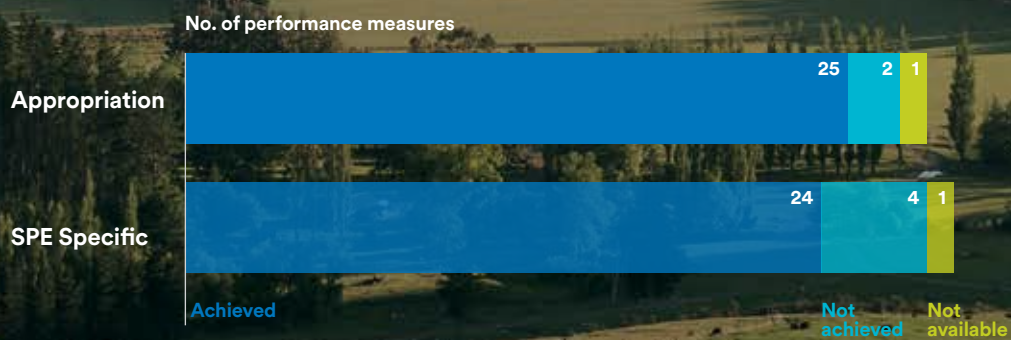 No. of performance measures
Appropriation
25 2 1
SPE Specific
24 4 1
Achieved
Not achieved
Not available